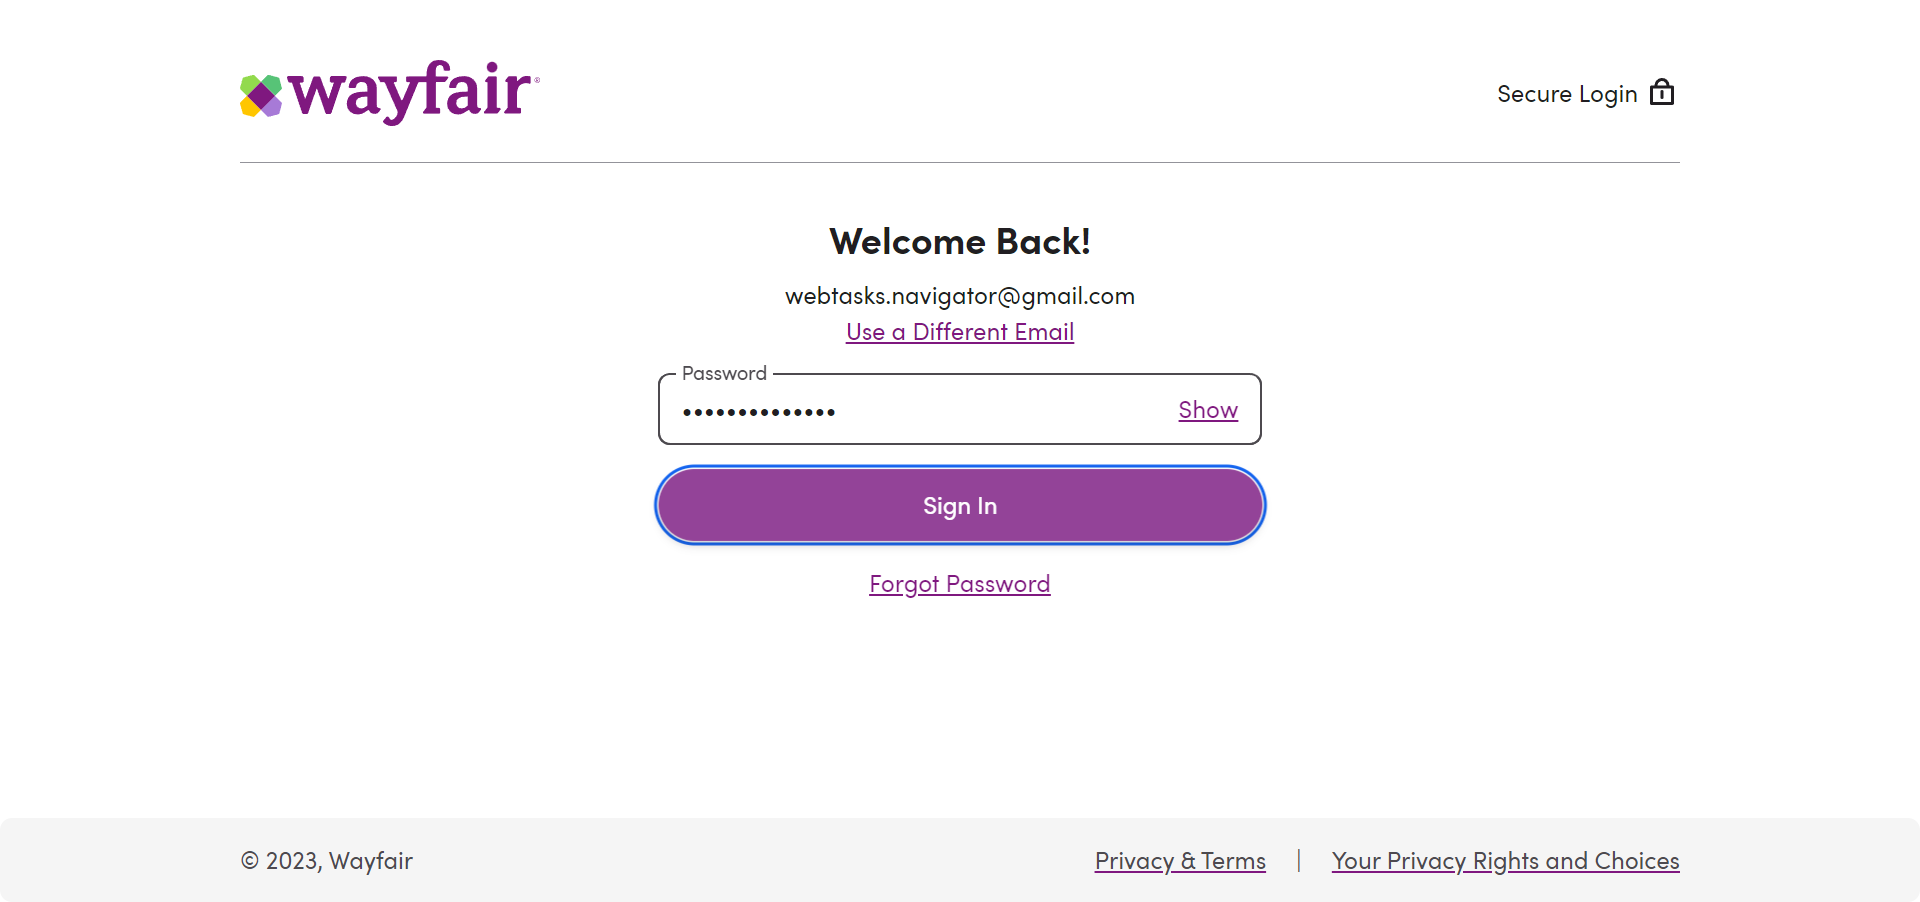 wayfair®
Secure Login
Welcome Back!
webtasks.navigator@gmail.com
Use a Different Email
Password
••••••••••••••
Show
Sign In
Forgot Password
© 2023, Wayfair
Privacy & Terms | Your Privacy Rights and Choices